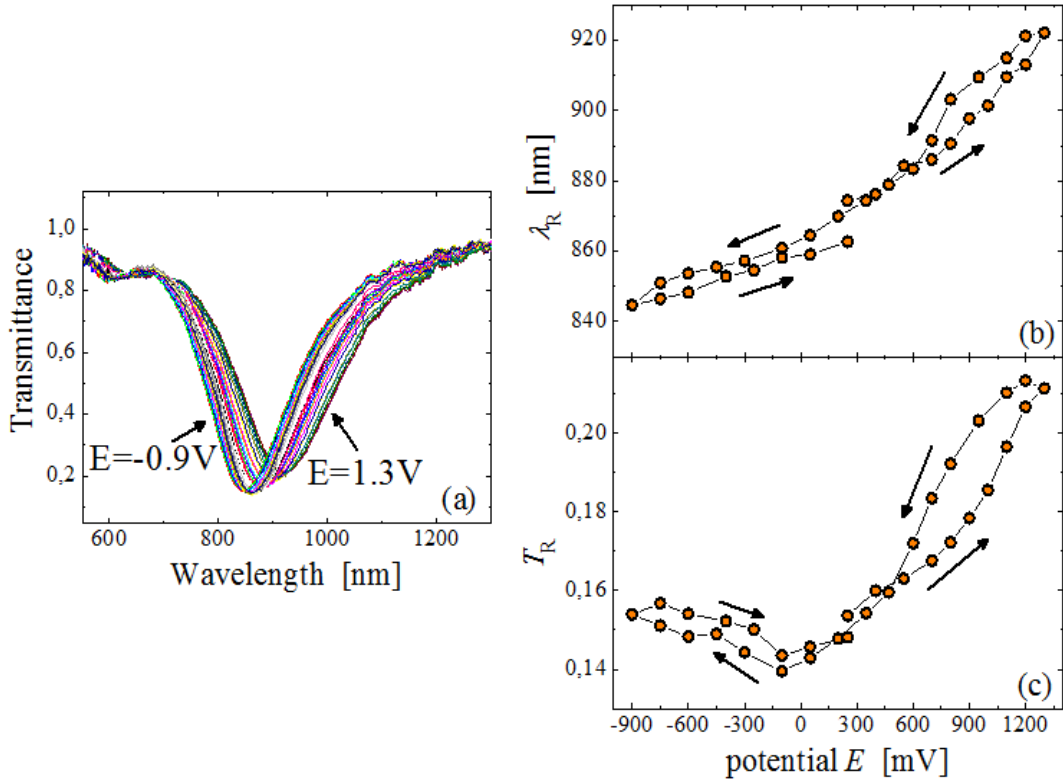 1,0
0,8
0,6
0,4
0,2
Transmittance
E=-0.9V
E=1.3V
(a)
600 800 1000 1200
Wavelength [nm]
920
900
880
860
840
λR [nm]
(b)
0,20
0,18
0,16
0,14
TR
(c)
-900 -600 -300 0 300 600 900 1200
potential E [mV]